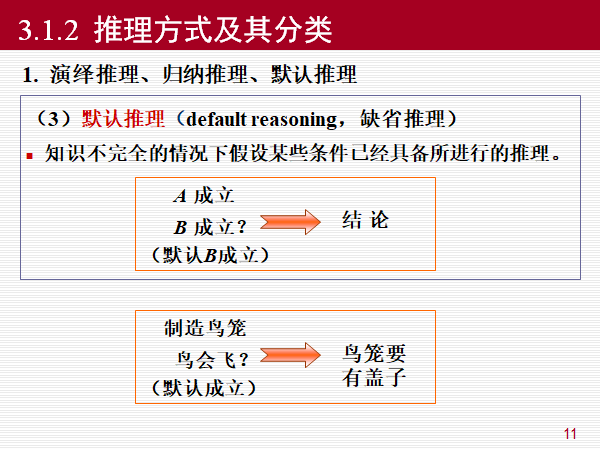 3.1.2 推理方式及其分类
1. 演绎推理、归纳推理、默认推理
（3）默认推理（default reasoning，缺省推理）
知识不完全的情况下假设某些条件已经具备所进行的推理。
A 成立
B 成立？
（默认B成立）
结 论
制造鸟笼
鸟会飞？
（默认成立）
鸟笼要
有盖子
11